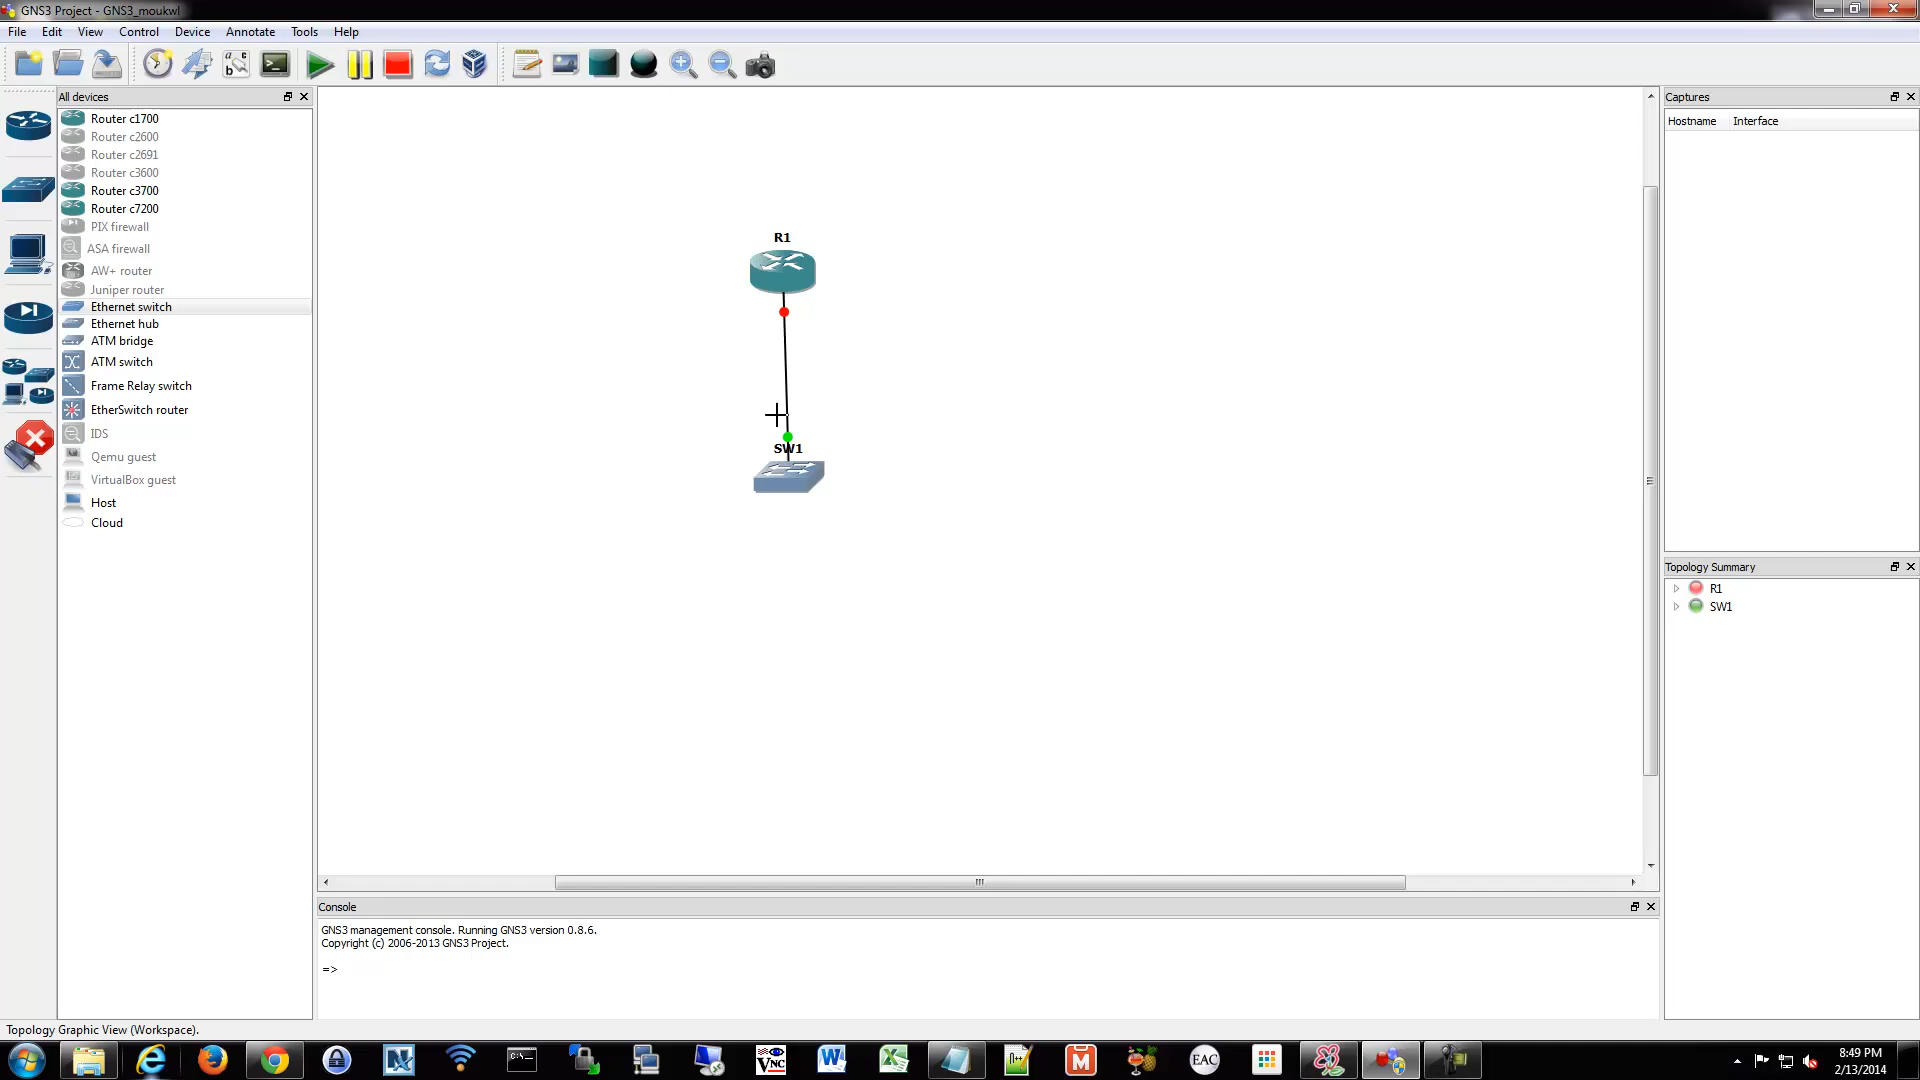 GNS3 Project - GNS3_moukwl
File Edit View Control Device Annotate Tools Help
All devices
Router c1700
Router c2600
Router c2691
Router c3600
Router c3700
Router c7200
PIX firewall
ASA firewall
AW+ router
Juniper router
Ethernet switch
Ethernet hub
ATM bridge
ATM switch
Frame Relay switch
EtherSwitch router
IDS
Qemu guest
VirtualBox guest
Host
Cloud
R1
SW1
Captures
Hostname Interface
Topology Summary
R1
SW1
Console
GNS3 management console. Running GNS3 version 0.8.6.
Copyright (c) 2006-2013 GNS3 Project.
=>
Topology Graphic View (Workspace).
EAC
8:49 PM
2/13/2014